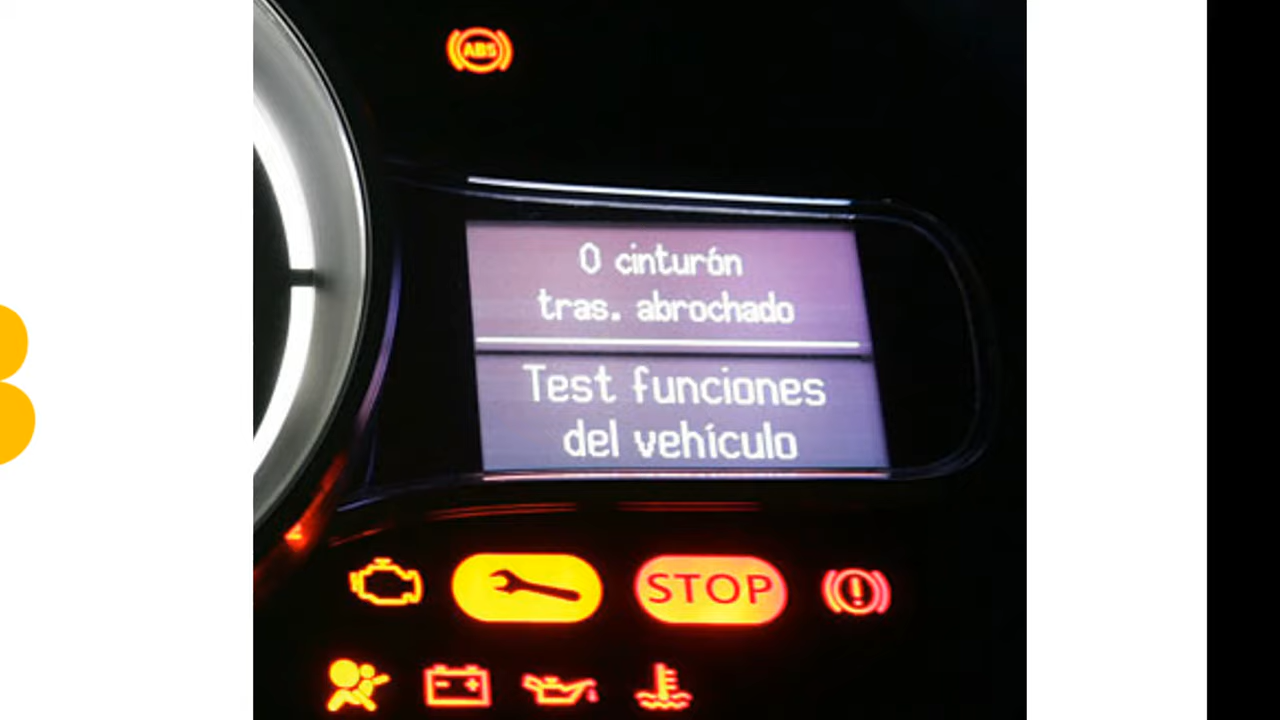 ABS
0 cinturón
tras. abrochado
Test funciones
del vehículo
STOP